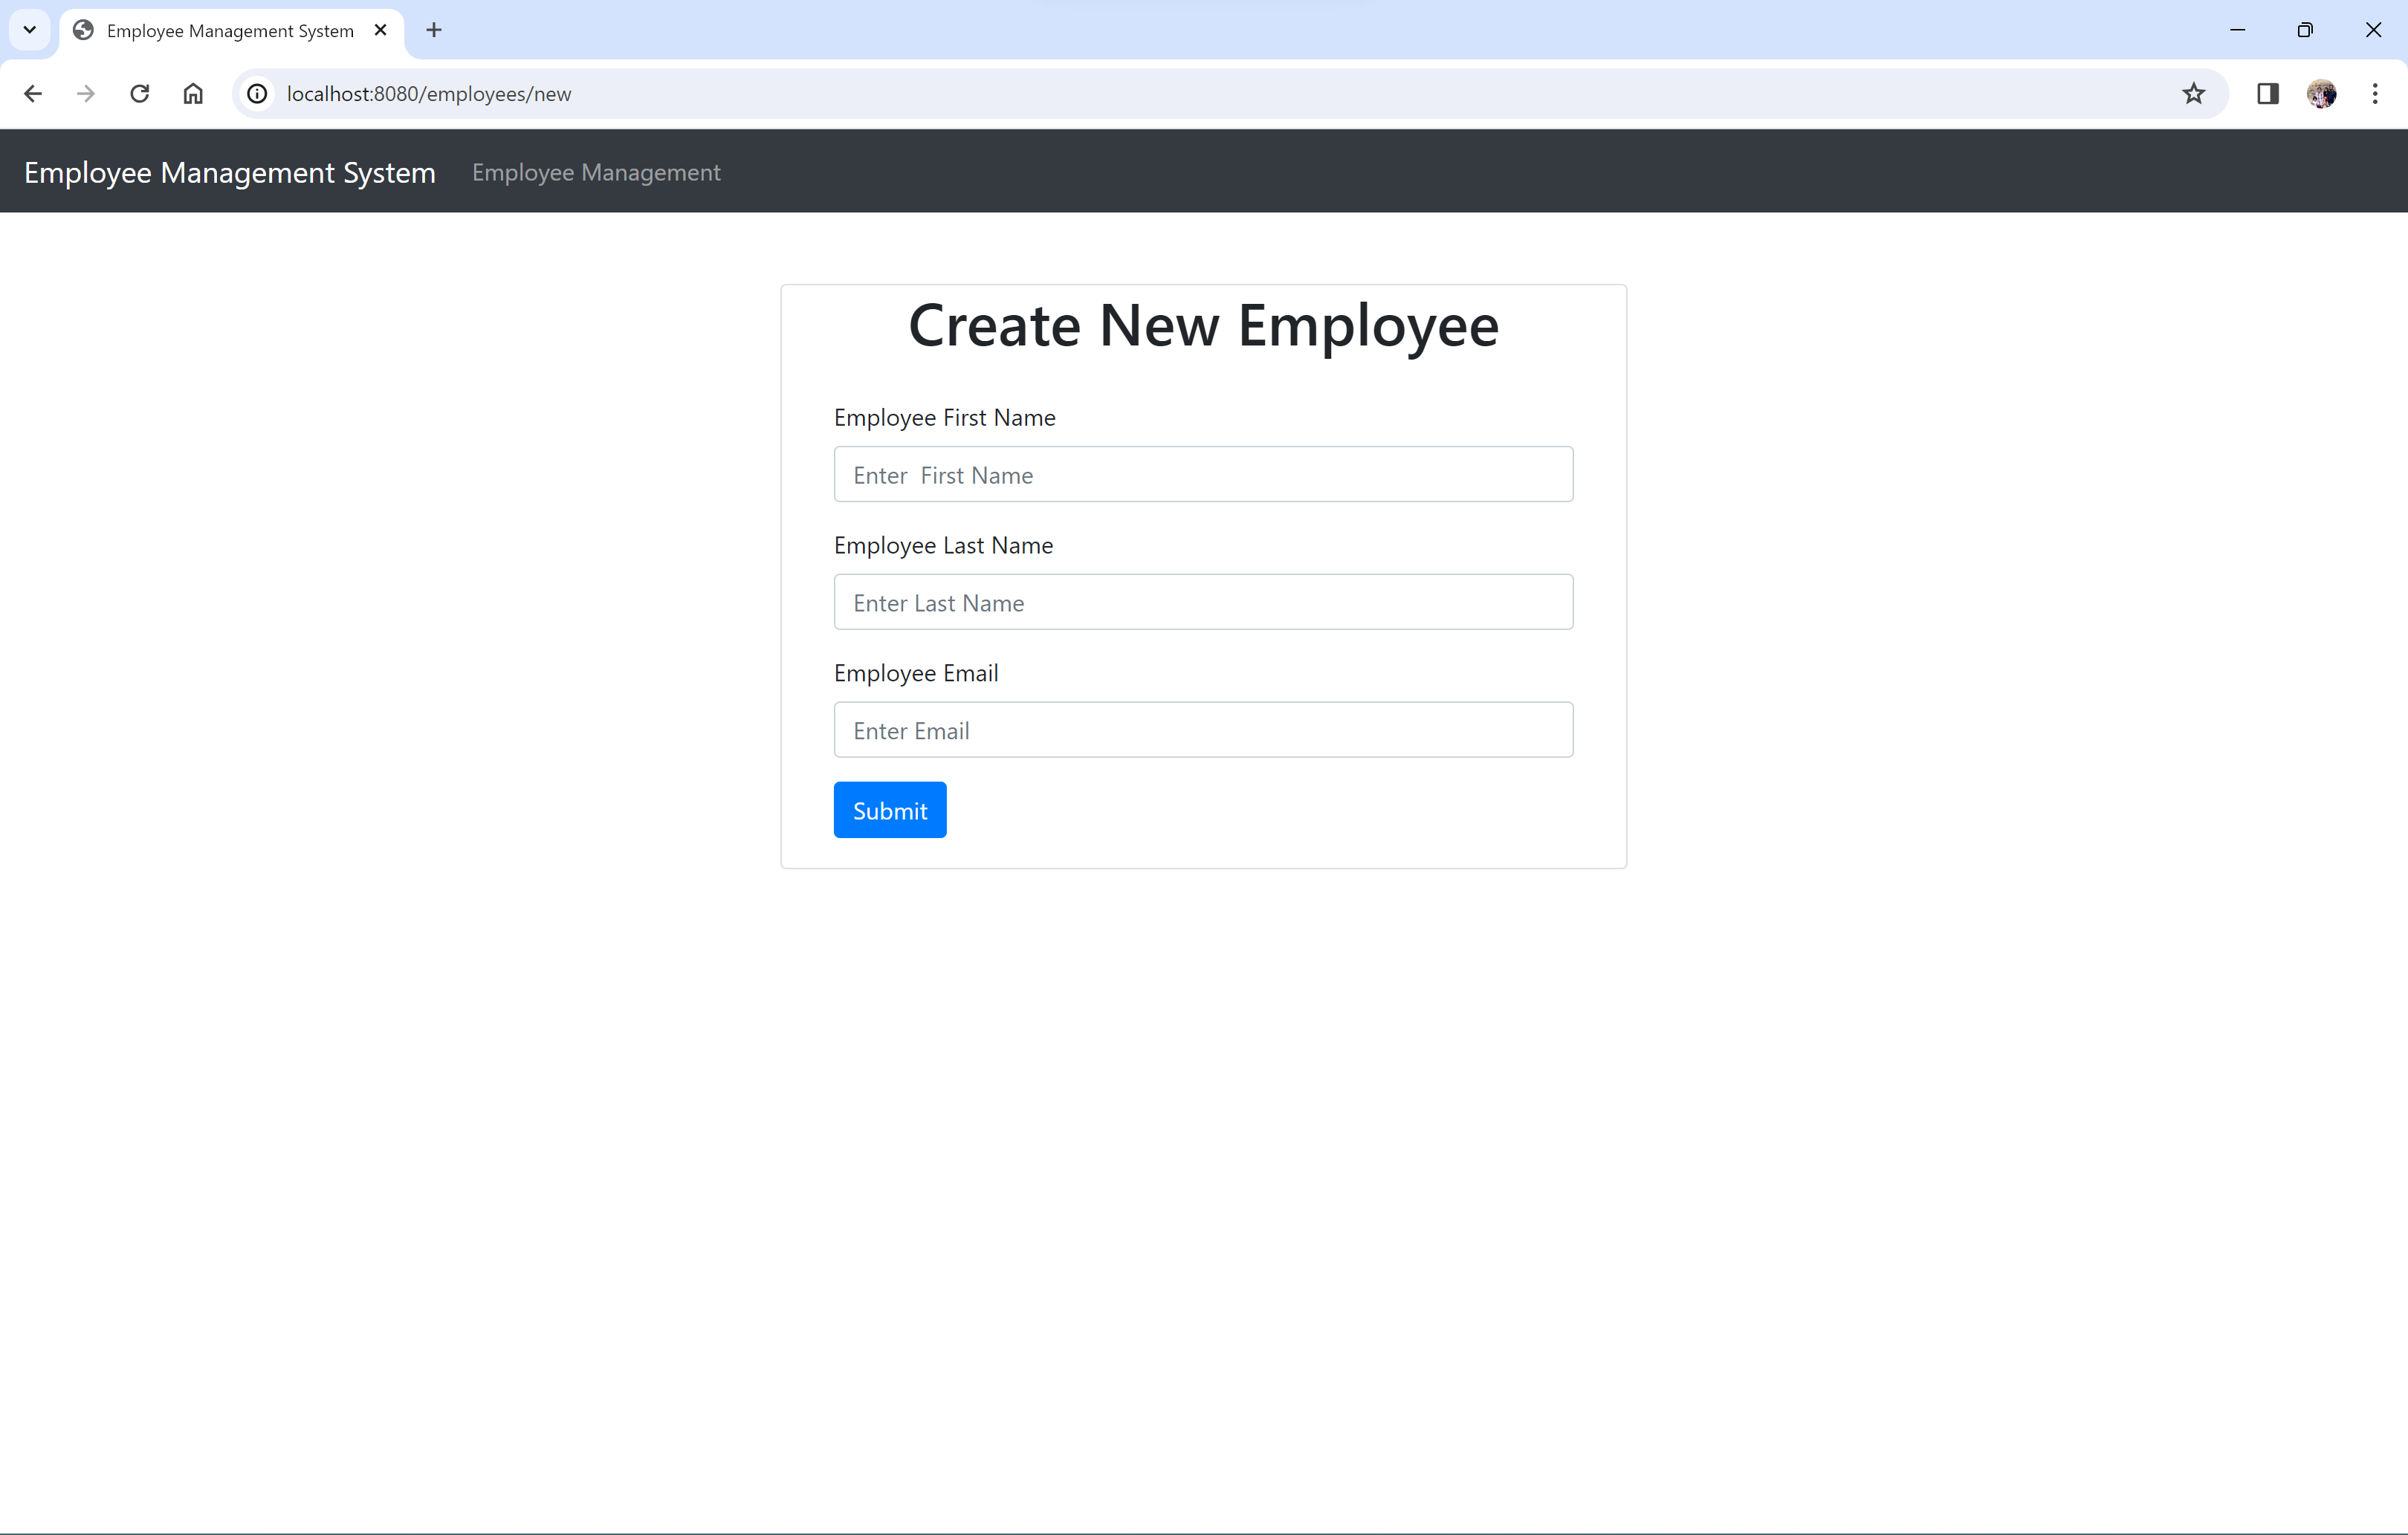 Employee Management System
localhost:8080/employees/new
Employee Management System Employee Management
Create New Employee
Employee First Name
Enter  First Name
Employee Last Name
Enter Last Name
Employee Email
Enter Email
Submit